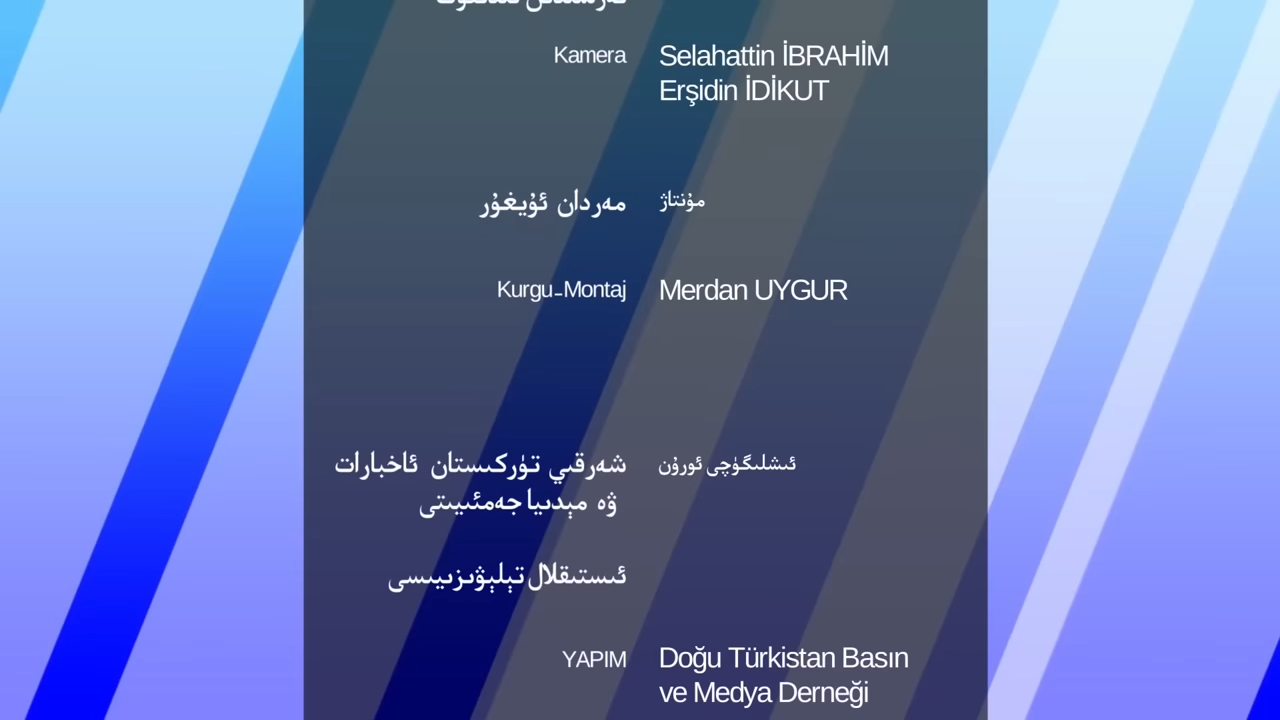 Kamera Selahattin İBRAHİM
Erşidin İDİKUT
مۇنتاژ مەردان ئۇيغۇر
Kurgu-Montaj Merdan UYGUR
ئىشلىگۈچى ئورۇن شەرقىي تۈركىستان ئاخبارات
ۋە مېدىيا جەمئىيىتى
ئىستىقلال تېلېۋىزىيىسى
YAPIM Doğu Türkistan Basın
ve Medya Derneği